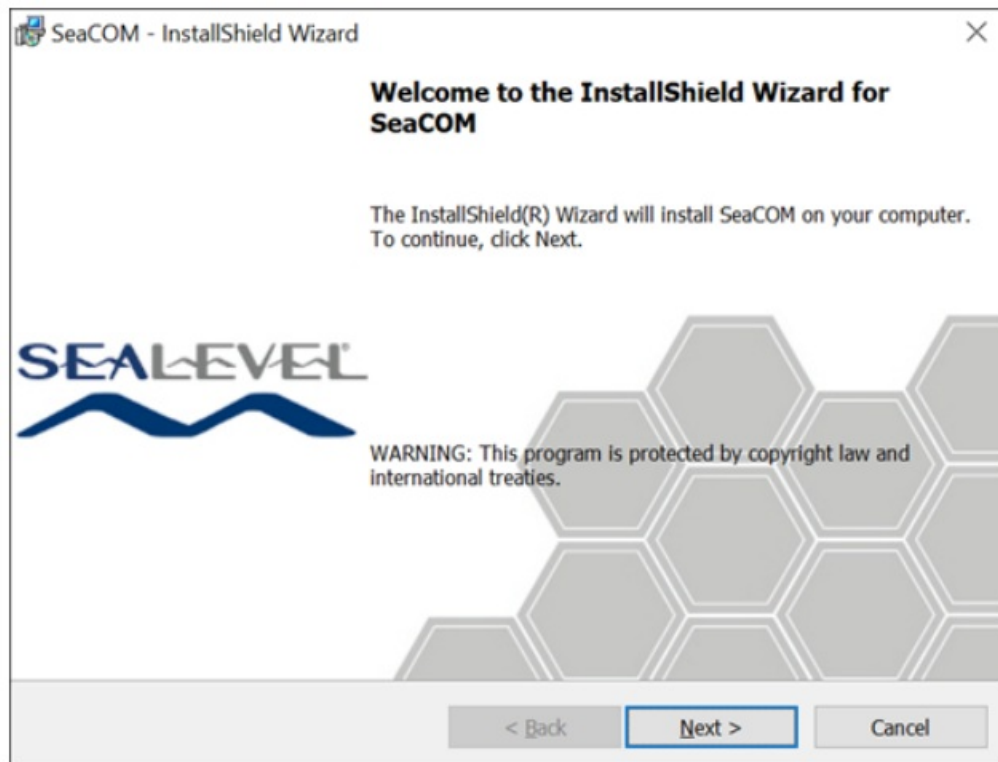 SeaCOM - InstallShield Wizard
Welcome to the InstallShield Wizard for
SeaCOM
The InstallShield(R) Wizard will install SeaCOM on your computer.
To continue, click Next.
SEALEVEL®
WARNING: This program is protected by copyright law and
international treaties.
< Back
Next >
Cancel